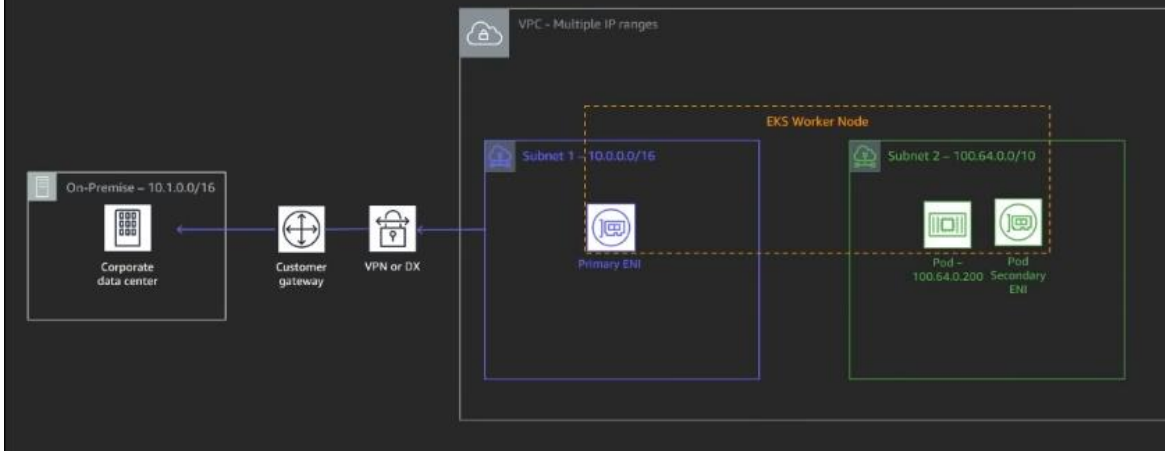 VPC - Multiple IP ranges
EKS Worker Node
Subnet 1 – 10.0.0.0/16
Subnet 2 – 100.64.0.0/10
On-Premise – 10.1.0.0/16
Corporate
data center
Customer
gateway
VPN or DX
Primary ENI
Pod –
100.64.0.200
Pod
Secondary
ENI